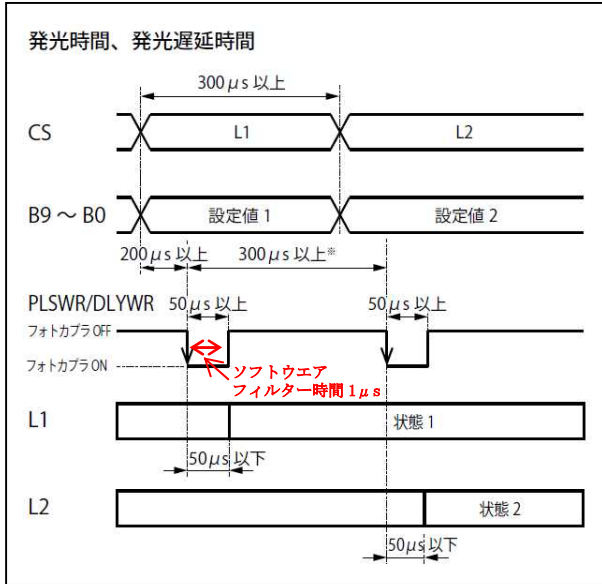 発光時間、発光遅延時間
300μs 以上
CS
L1
L2
B9 ～ B0
設定値 1
設定値 2
200μs 以上
300μs 以上※
PLSWR/DLYWR
50μs 以上
50μs 以上
フォトカプラ OFF
フォトカプラ ON
ソフトウエア
フィルター時間 1μs
L1
状態 1
50μs 以下
L2
状態 2
50μs 以下